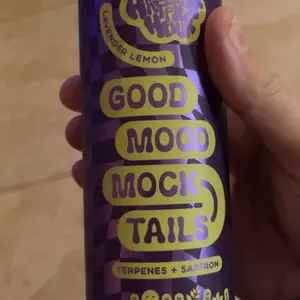 LAVENDER LEMON
GOOD
MOOD
MOCK
TAILS
TERPENES + SAFFRON